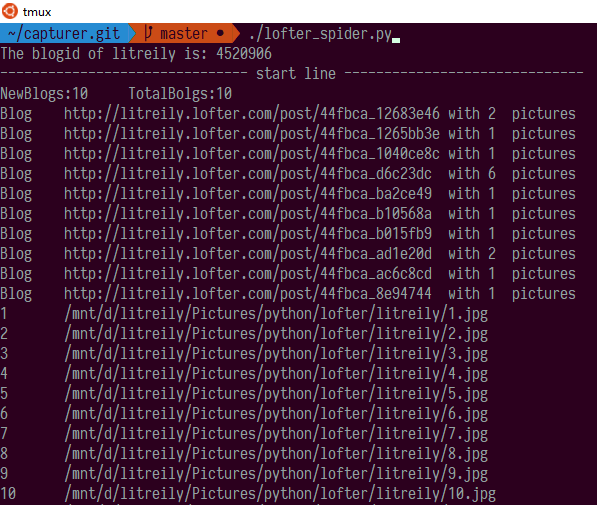 tmux
~/capturer.git master ● ./lofter_spider.py
The blogid of litreily is: 4520906
------------------------------- start line ------------------------------
NewBlogs:10 TotalBolgs:10
Blog http://litreily.lofter.com/post/44fbca_12683e46 with 2 pictures
Blog http://litreily.lofter.com/post/44fbca_1265bb3e with 1 pictures
Blog http://litreily.lofter.com/post/44fbca_1040ce8c with 1 pictures
Blog http://litreily.lofter.com/post/44fbca_d6c23dc with 6 pictures
Blog http://litreily.lofter.com/post/44fbca_ba2ce49 with 1 pictures
Blog http://litreily.lofter.com/post/44fbca_b10568a with 1 pictures
Blog http://litreily.lofter.com/post/44fbca_b015fb9 with 1 pictures
Blog http://litreily.lofter.com/post/44fbca_ad1e20d with 2 pictures
Blog http://litreily.lofter.com/post/44fbca_ac6c8cd with 1 pictures
Blog http://litreily.lofter.com/post/44fbca_8e94744 with 1 pictures
1 /mnt/d/litreily/Pictures/python/lofter/litreily/1.jpg
2 /mnt/d/litreily/Pictures/python/lofter/litreily/2.jpg
3 /mnt/d/litreily/Pictures/python/lofter/litreily/3.jpg
4 /mnt/d/litreily/Pictures/python/lofter/litreily/4.jpg
5 /mnt/d/litreily/Pictures/python/lofter/litreily/5.jpg
6 /mnt/d/litreily/Pictures/python/lofter/litreily/6.jpg
7 /mnt/d/litreily/Pictures/python/lofter/litreily/7.jpg
8 /mnt/d/litreily/Pictures/python/lofter/litreily/8.jpg
9 /mnt/d/litreily/Pictures/python/lofter/litreily/9.jpg
10 /mnt/d/litreily/Pictures/python/lofter/litreily/10.jpg